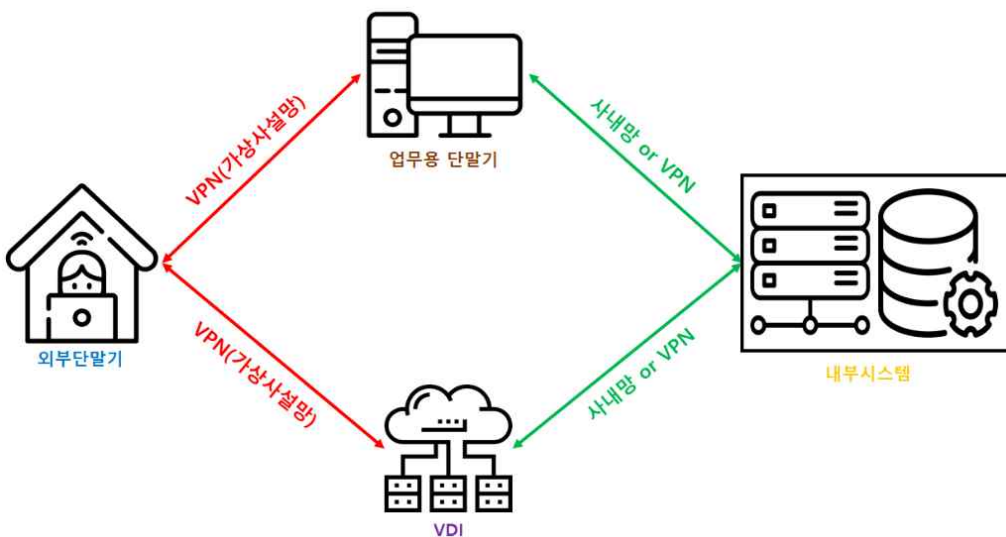 업무용 단말기
VPN(가상사설망)
사내망 or VPN
외부단말기
내부시스템
VPN(가상사설망)
사내망 or VPN
VDI